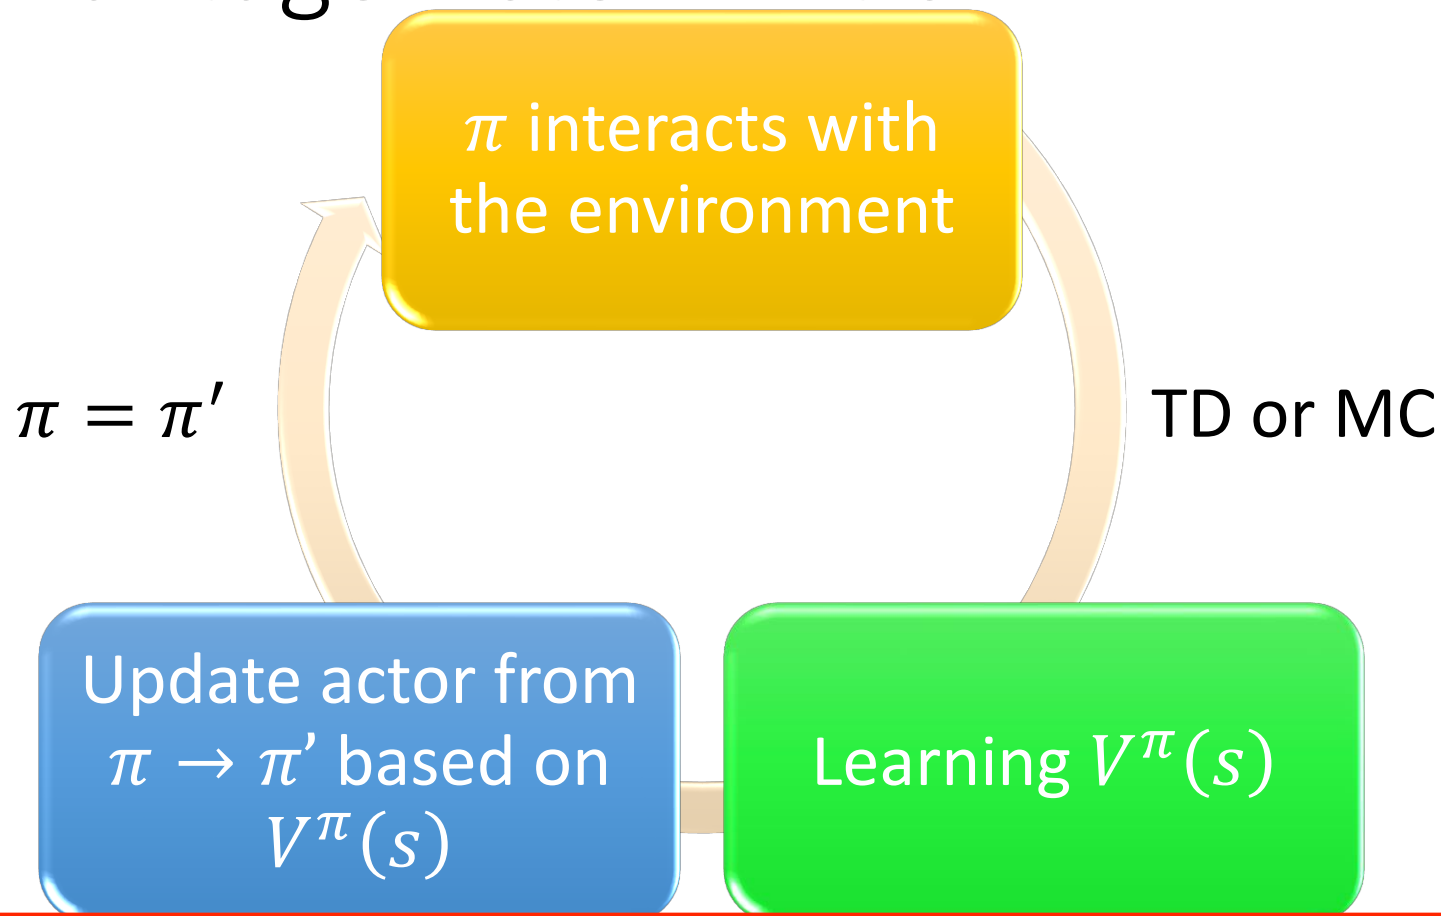 π interacts with
the environment
π = π′
TD or MC
Update actor from
π → π’ based on
V^π(s)
Learning V^π(s)